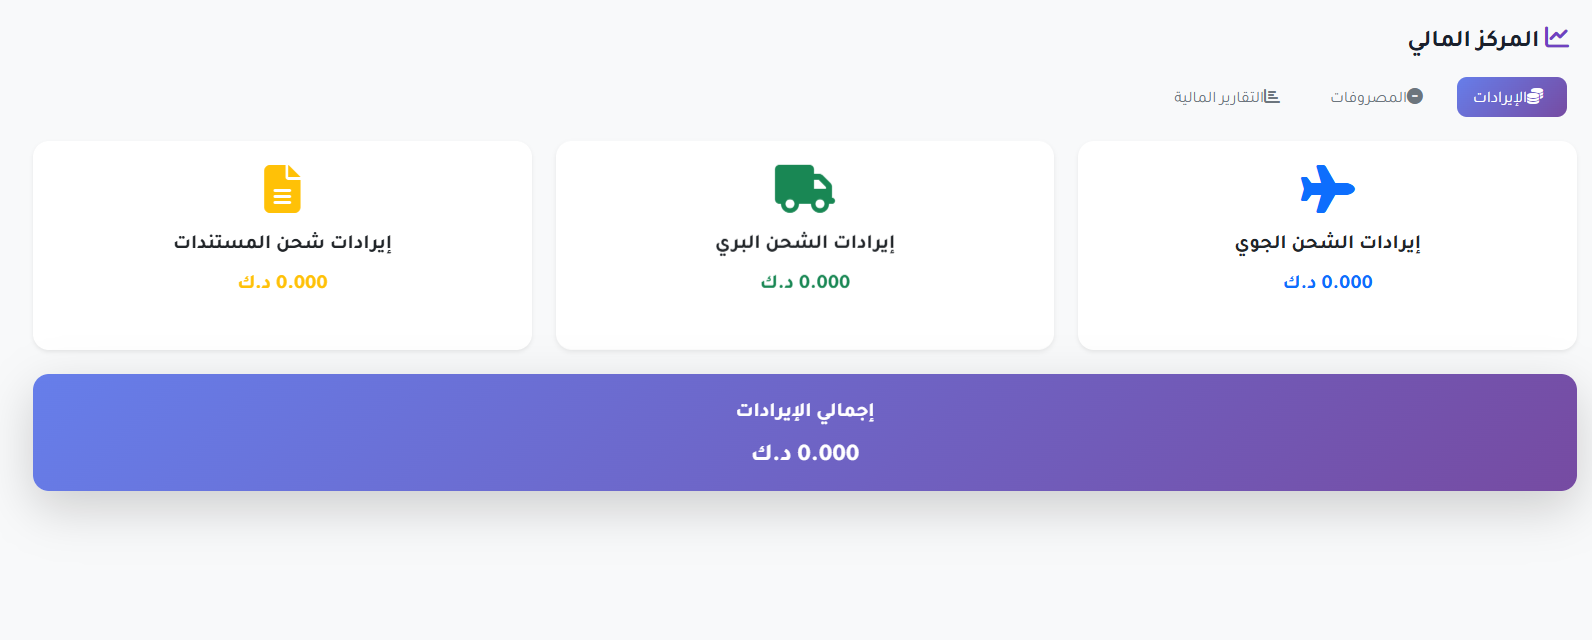 المركز المالي
الإيرادات
المصروفات
التقارير المالية
إيرادات الشحن الجوي
0.000 د.ك
إيرادات الشحن البري
0.000 د.ك
إيرادات شحن المستندات
0.000 د.ك
إجمالي الإيرادات
0.000 د.ك